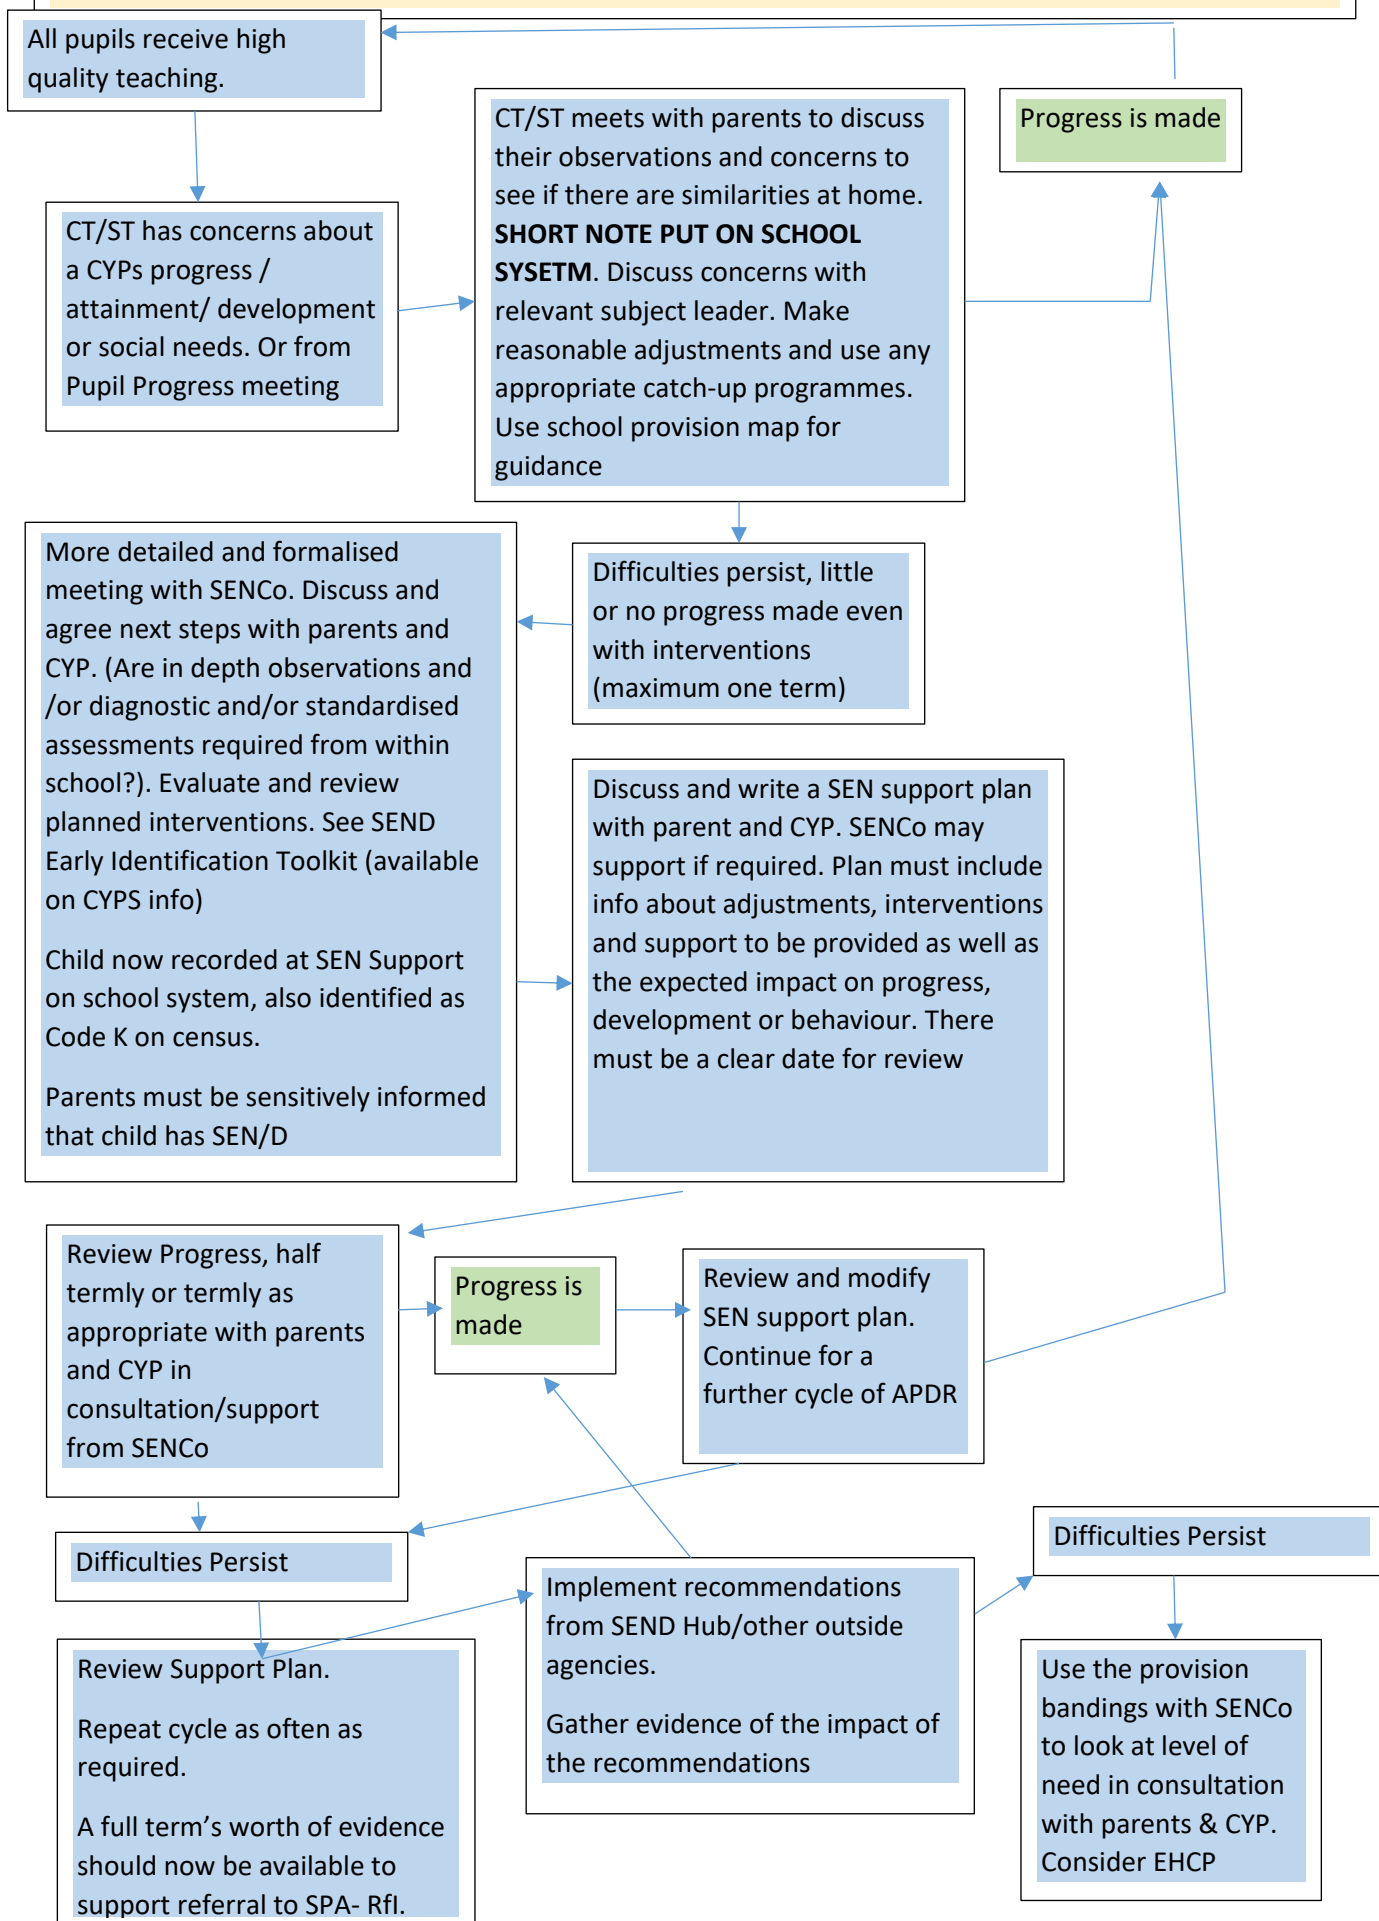 All pupils receive high
quality teaching.
CT/ST meets with parents to discuss
their observations and concerns to
see if there are similarities at home.
SHORT NOTE PUT ON SCHOOL
SYSETM. Discuss concerns with
relevant subject leader. Make
reasonable adjustments and use any
appropriate catch-up programmes.
Use school provision map for
guidance
Progress is made
CT/ST has concerns about
a CYPs progress /
attainment/ development
or social needs. Or from
Pupil Progress meeting
More detailed and formalised
meeting with SENCo. Discuss and
agree next steps with parents and
CYP. (Are in depth observations and
/or diagnostic and/or standardised
assessments required from within
school?). Evaluate and review
planned interventions. See SEND
Early Identification Toolkit (available
on CYPS info)
Child now recorded at SEN Support
on school system, also identified as
Code K on census.
Parents must be sensitively informed
that child has SEN/D
Difficulties persist, little
or no progress made even
with interventions
(maximum one term)
Discuss and write a SEN support plan
with parent and CYP. SENCo may
support if required. Plan must include
info about adjustments, interventions
and support to be provided as well as
the expected impact on progress,
development or behaviour. There
must be a clear date for review
Review Progress, half
termly or termly as
appropriate with parents
and CYP in
consultation/support
from SENCo
Progress is
made
Review and modify
SEN support plan.
Continue for a
further cycle of APDR
Difficulties Persist
Implement recommendations
from SEND Hub/other outside
agencies.
Gather evidence of the impact of
the recommendations
Difficulties Persist
Review Support Plan.
Repeat cycle as often as
required.
A full term’s worth of evidence
should now be available to
support referral to SPA- RfI.
Use the provision
bandings with SENCo
to look at level of
need in consultation
with parents & CYP.
Consider EHCP